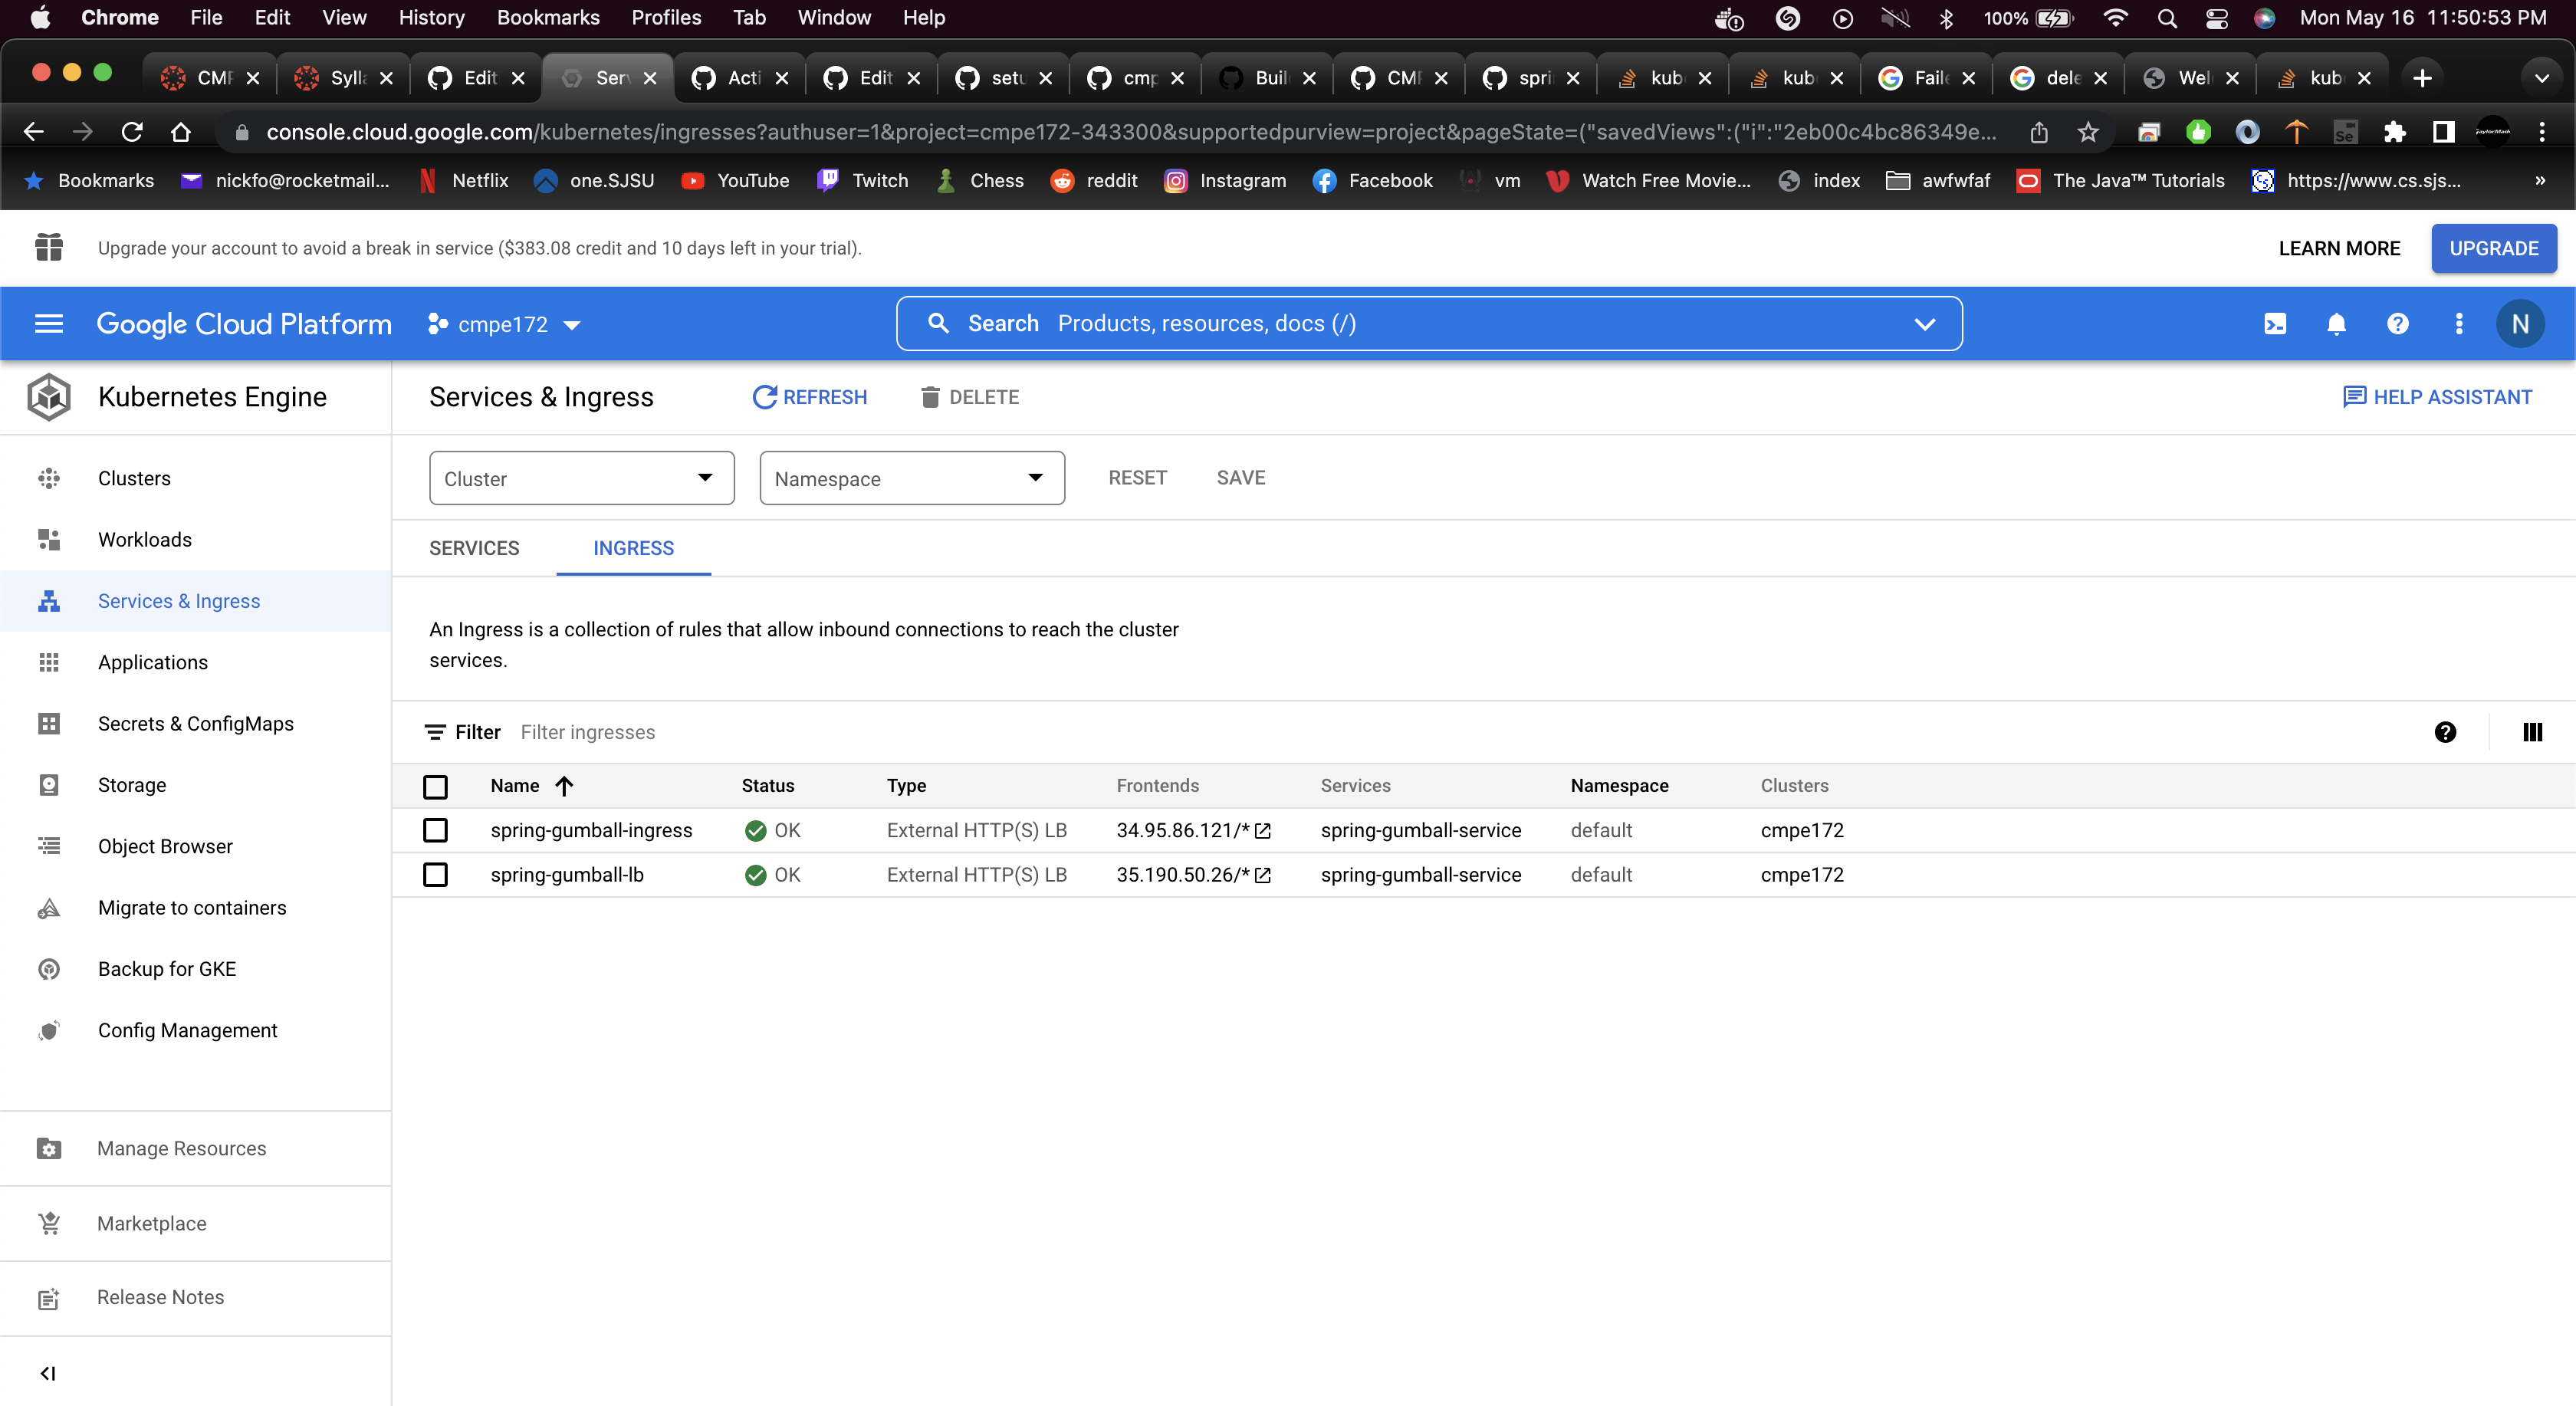 Chrome File Edit View History Bookmarks Profiles Tab Window Help 100% Mon May 16 11:50:53 PM
CMP Sylla Edit Serv Acti Edit setu cmp Buil CMP spri kub kub Faile dele Wel kub
console.cloud.google.com/kubernetes/ingresses?authuser=1&project=cmpe172-343300&supportedpurview=project&pageState=("savedViews":("i":"2eb00c4bc86349e...
Bookmarks nickfo@rocketmail... Netflix one.SJSU YouTube Twitch Chess reddit Instagram Facebook vm Watch Free Movie... index awfwfaf The Java™ Tutorials https://www.cs.sjs... »
Upgrade your account to avoid a break in service ($383.08 credit and 10 days left in your trial). LEARN MORE UPGRADE
Google Cloud Platform cmpe172 Search Products, resources, docs (/) N
Kubernetes Engine
Services & Ingress REFRESH DELETE HELP ASSISTANT
Clusters
Workloads
Services & Ingress
Applications
Secrets & ConfigMaps
Storage
Object Browser
Migrate to containers
Backup for GKE
Config Management
Manage Resources
Marketplace
Release Notes
Cluster Namespace RESET SAVE
SERVICES INGRESS
An Ingress is a collection of rules that allow inbound connections to reach the cluster
services.
Filter Filter ingresses
Name Status Type Frontends Services Namespace Clusters
spring-gumball-ingress OK External HTTP(S) LB 34.95.86.121/* spring-gumball-service default cmpe172
spring-gumball-lb OK External HTTP(S) LB 35.190.50.26/* spring-gumball-service default cmpe172